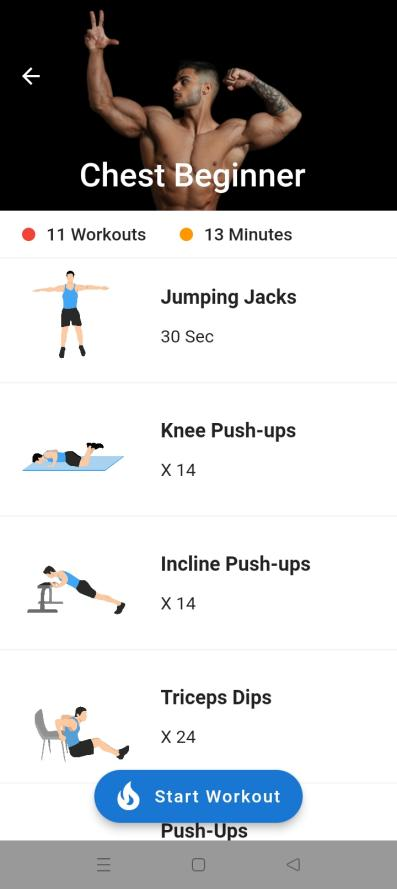 Chest Beginner
11 Workouts
13 Minutes
Jumping Jacks
30 Sec
Knee Push-ups
X 14
Incline Push-ups
X 14
Triceps Dips
X 24
Start Workout
Push-Ups